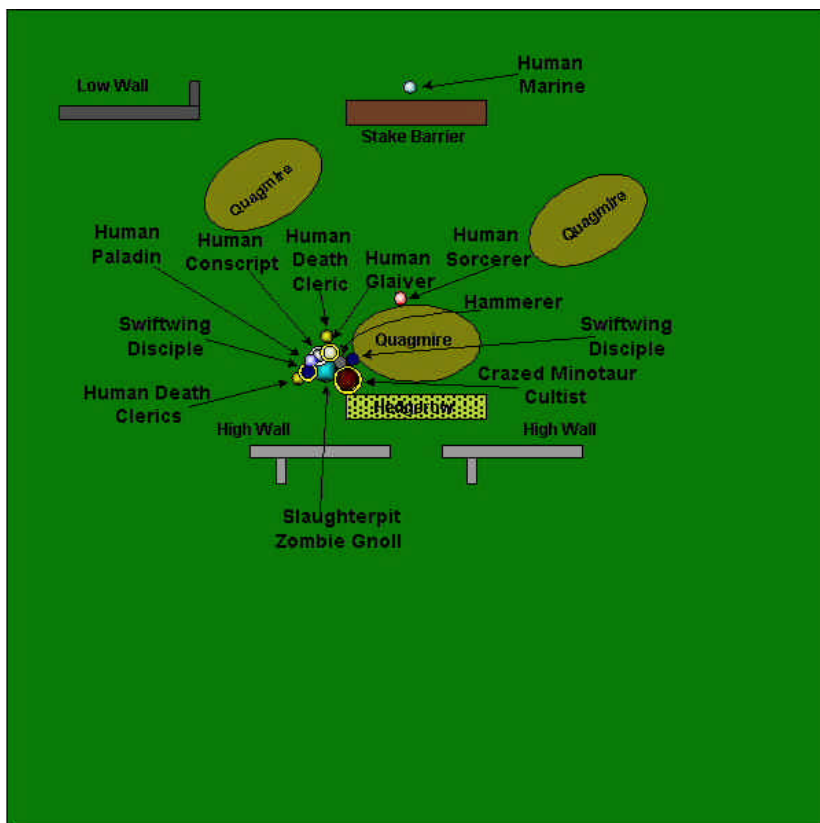 Human
Marine
Low Wall
Stake Barrier
Quagmire
Quagmire
Human
Paladin
Human
Conscript
Human
Death
Cleric
Human
Glaiver
Human
Sorcerer
Hammerer
Swiftwing
Disciple
Quagmire
Swiftwing
Disciple
Human Death
Clerics
Crazed Minotaur
Cultist
Hedgerow
High Wall
High Wall
Slaughterpit
Zombie Gnoll